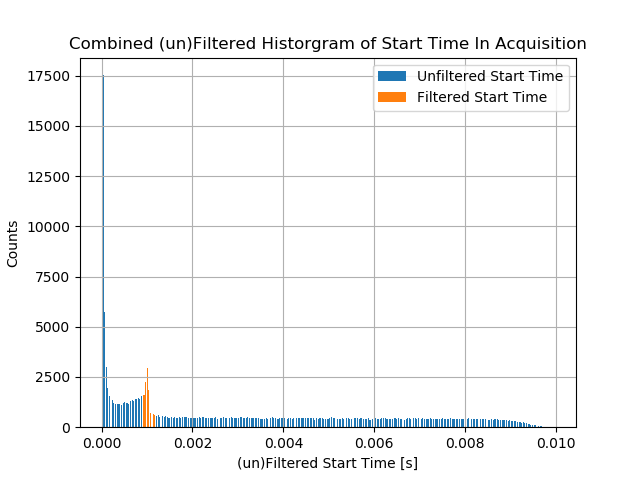 Combined (un)Filtered Historgram of Start Time In Acquisition
Unfiltered Start Time
Filtered Start Time
17500
15000
12500
10000
7500
5000
2500
0
Counts
0.000 0.002 0.004 0.006 0.008 0.010
(un)Filtered Start Time [s]